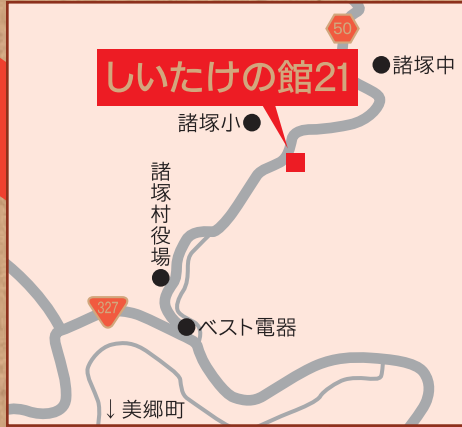 50
諸塚中
しいたけの館21
諸塚小
諸塚村役場
327
ベスト電器
↓美郷町